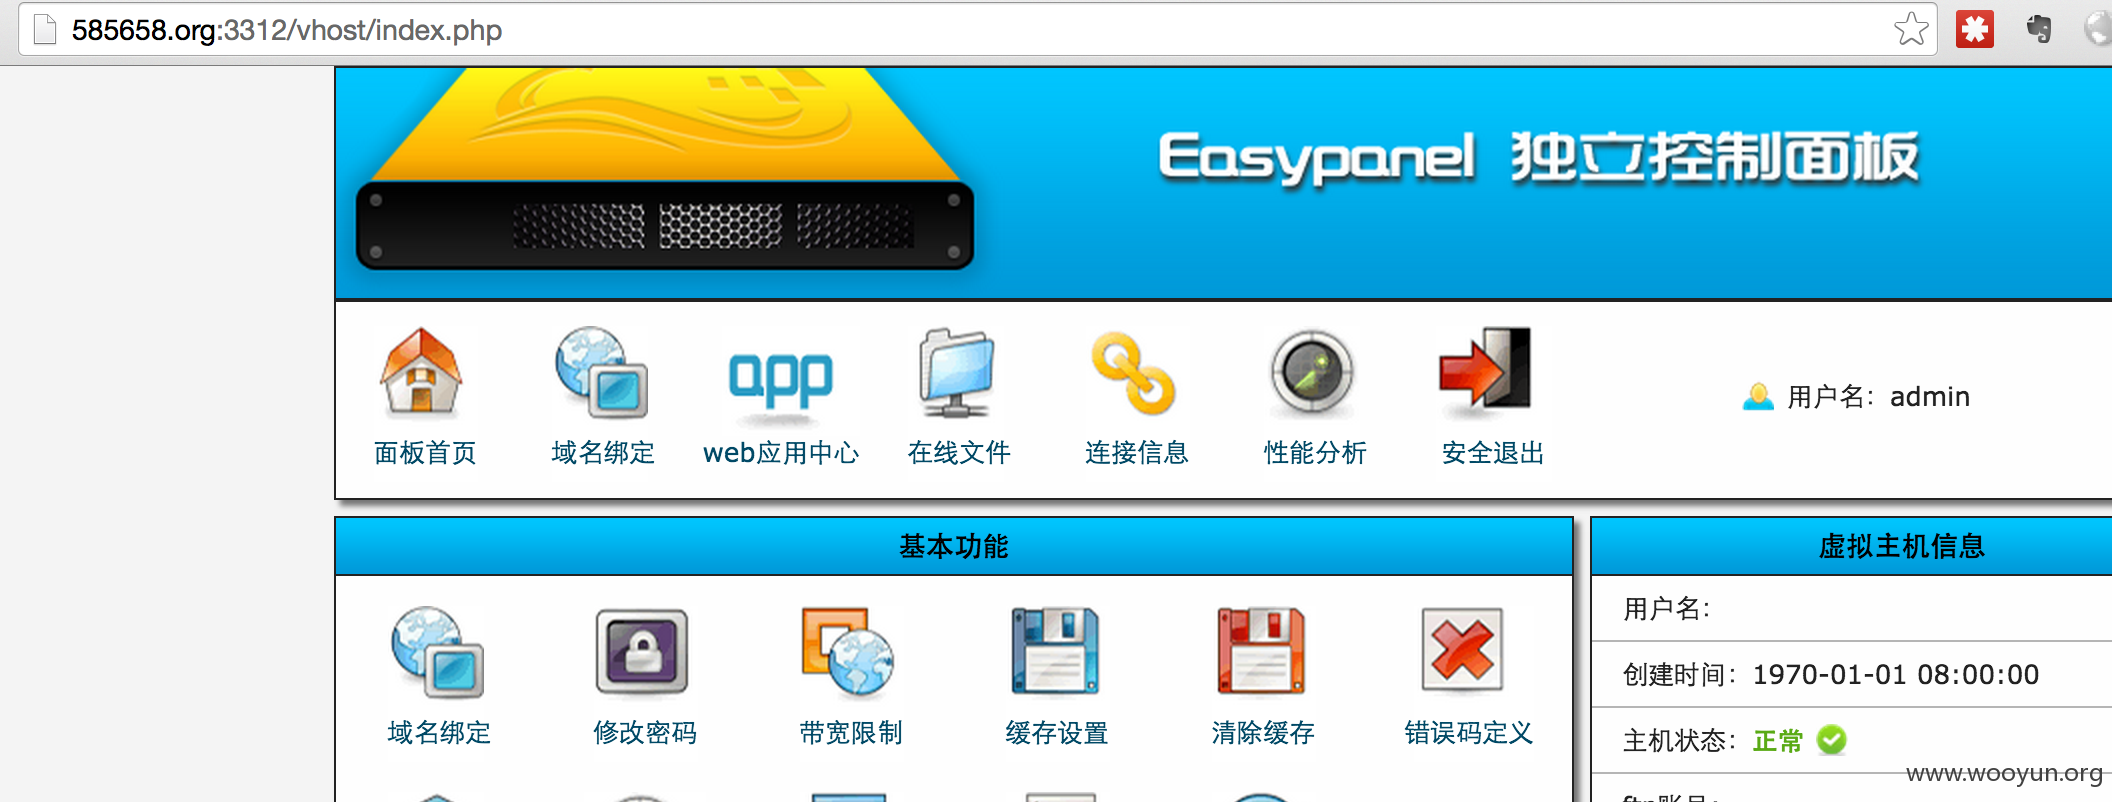 585658.org:3312/vhost/index.php
Easypanel 独立控制面板
app
面板首页 域名绑定 web应用中心 在线文件 连接信息 性能分析 安全退出
用户名：admin
基本功能
域名绑定 修改密码 带宽限制 缓存设置 清除缓存 错误码定义
虚拟主机信息
用户名：
创建时间：1970-01-01 08:00:00
主机状态：正常
www.wooyun.org